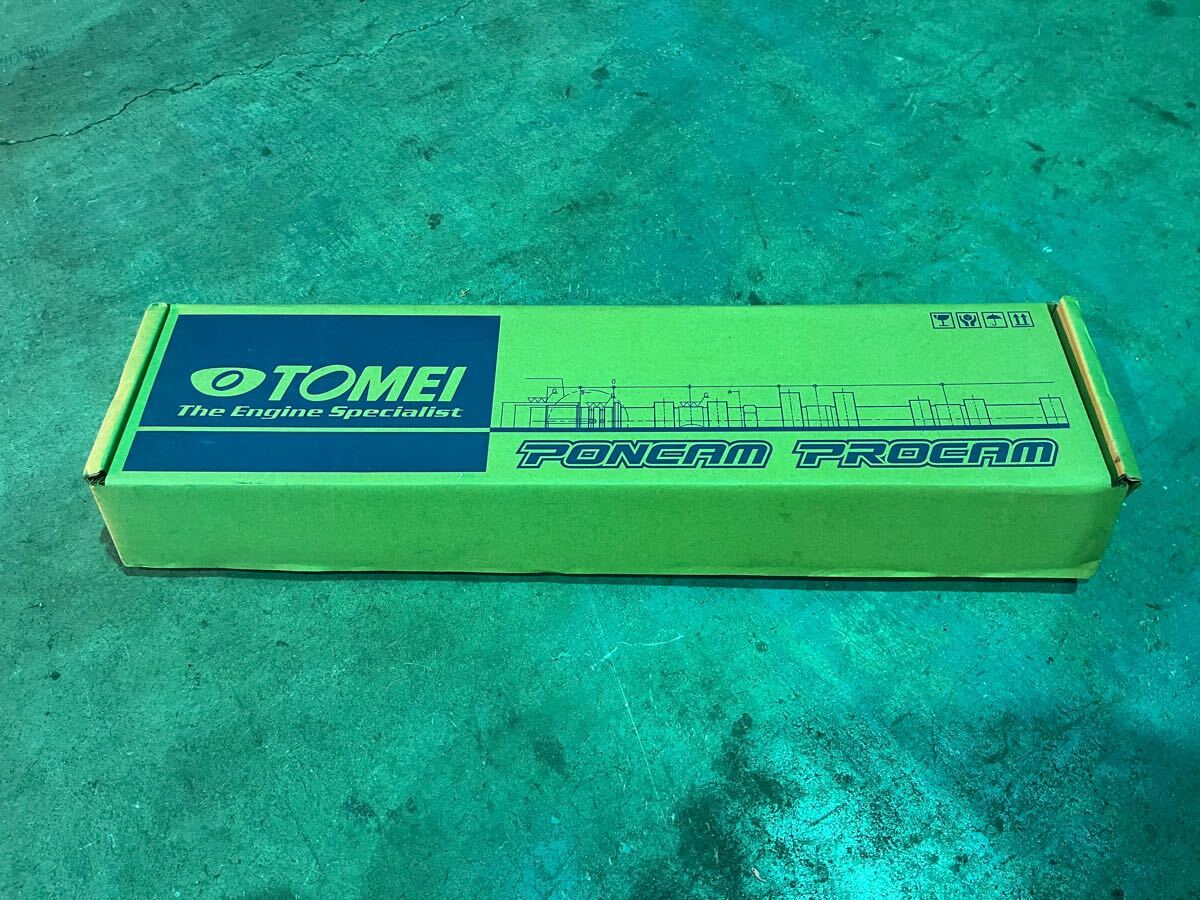 TOMEI
The Engine Specialist
PONCAM PROCAM